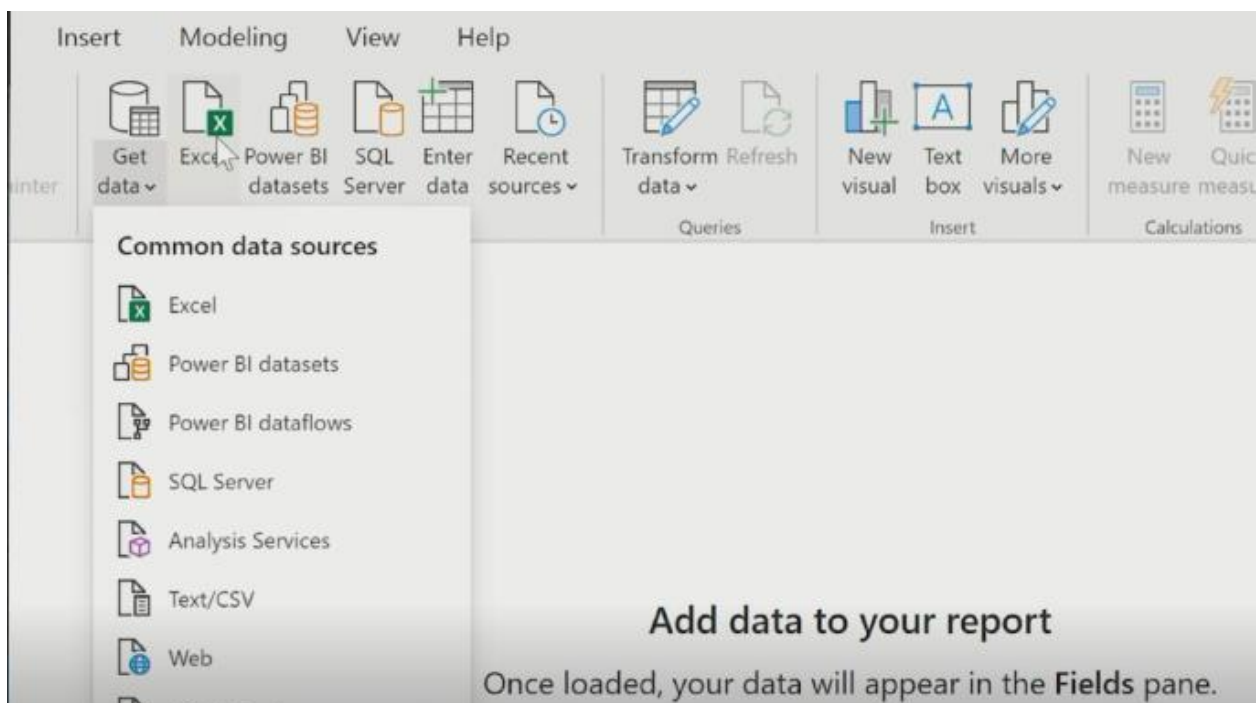 Insert Modeling View Help
Get data
Excel
Power BI datasets
SQL Server
Enter data
Recent sources
Transform data
Refresh
New visual
Text box
More visuals
New measure
Queries
Insert
Calculations
Common data sources
Excel
Power BI datasets
Power BI dataflows
SQL Server
Analysis Services
Text/CSV
Web
Add data to your report
Once loaded, your data will appear in the Fields pane.